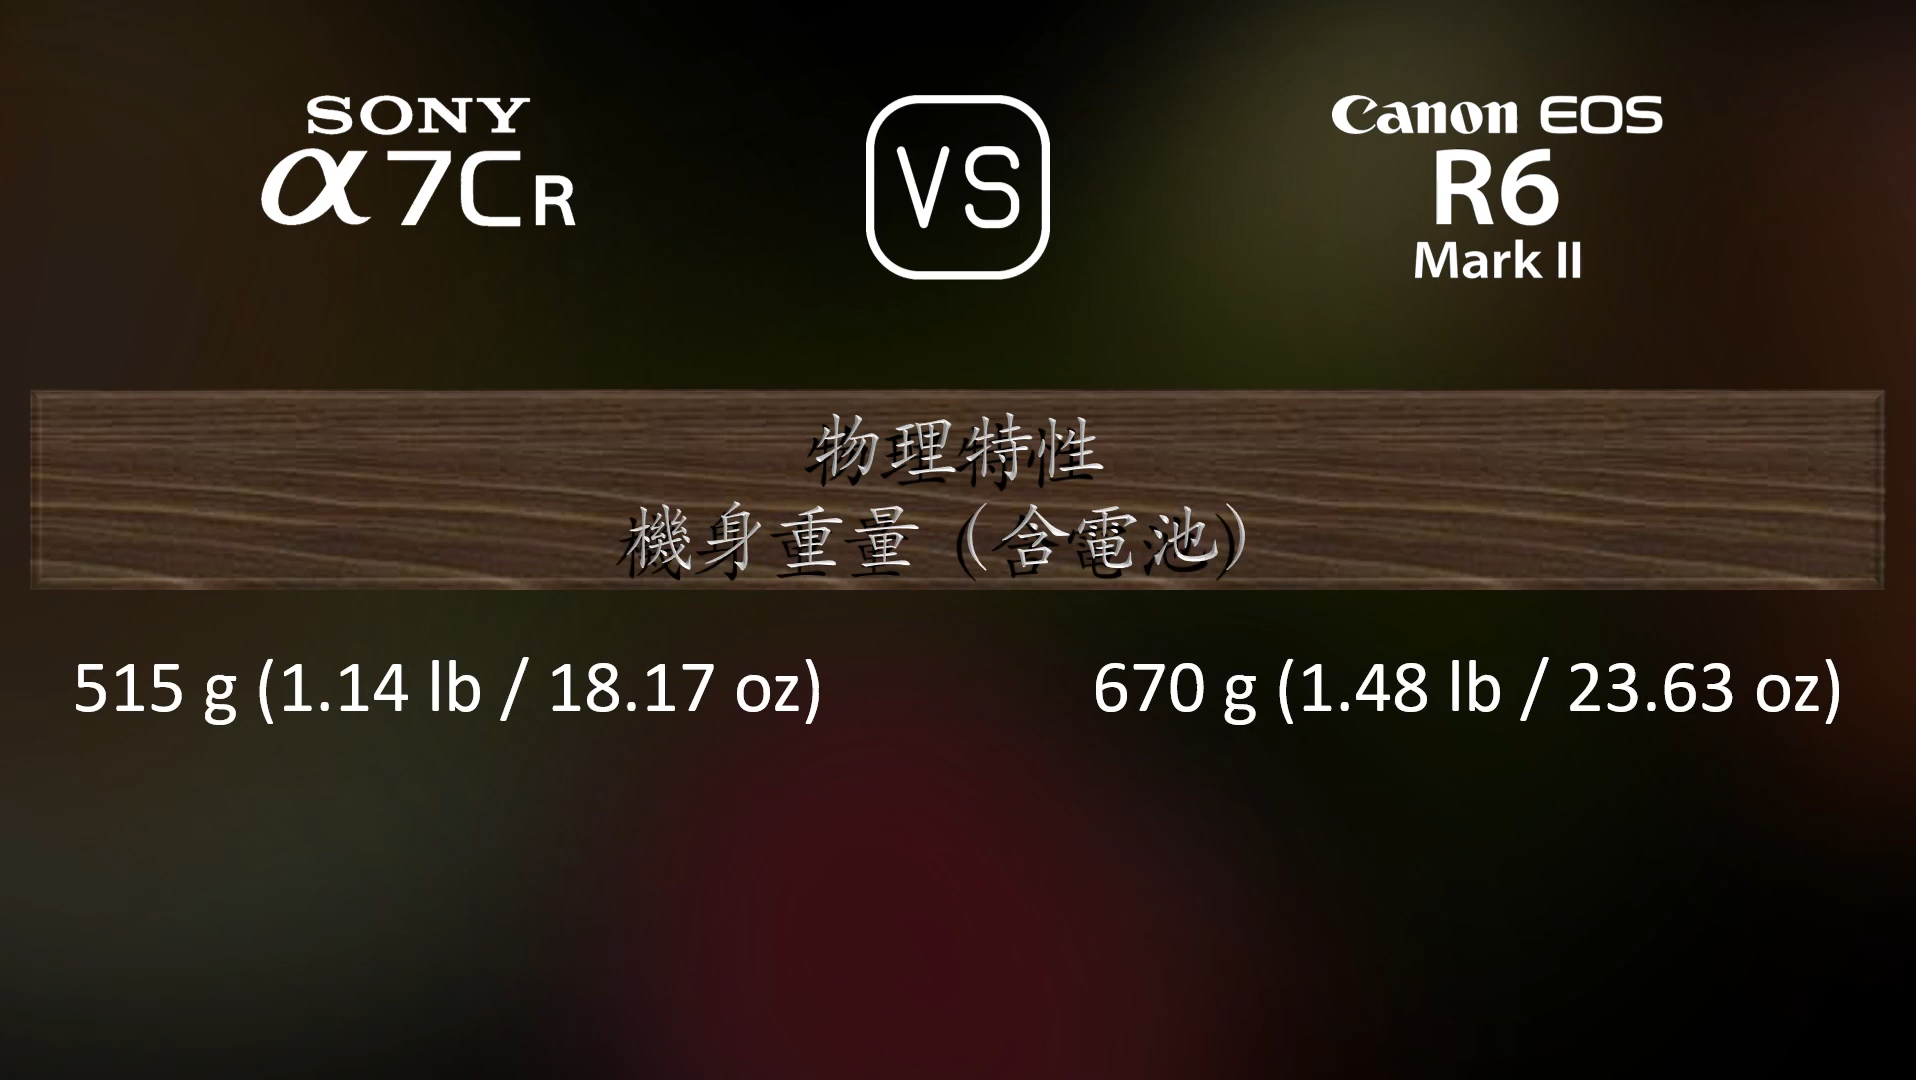 SONY
α7CR
VS
Canon EOS
R6
Mark II
物理特性
機身重量（含電池）
515 g (1.14 lb / 18.17 oz)
670 g (1.48 lb / 23.63 oz)